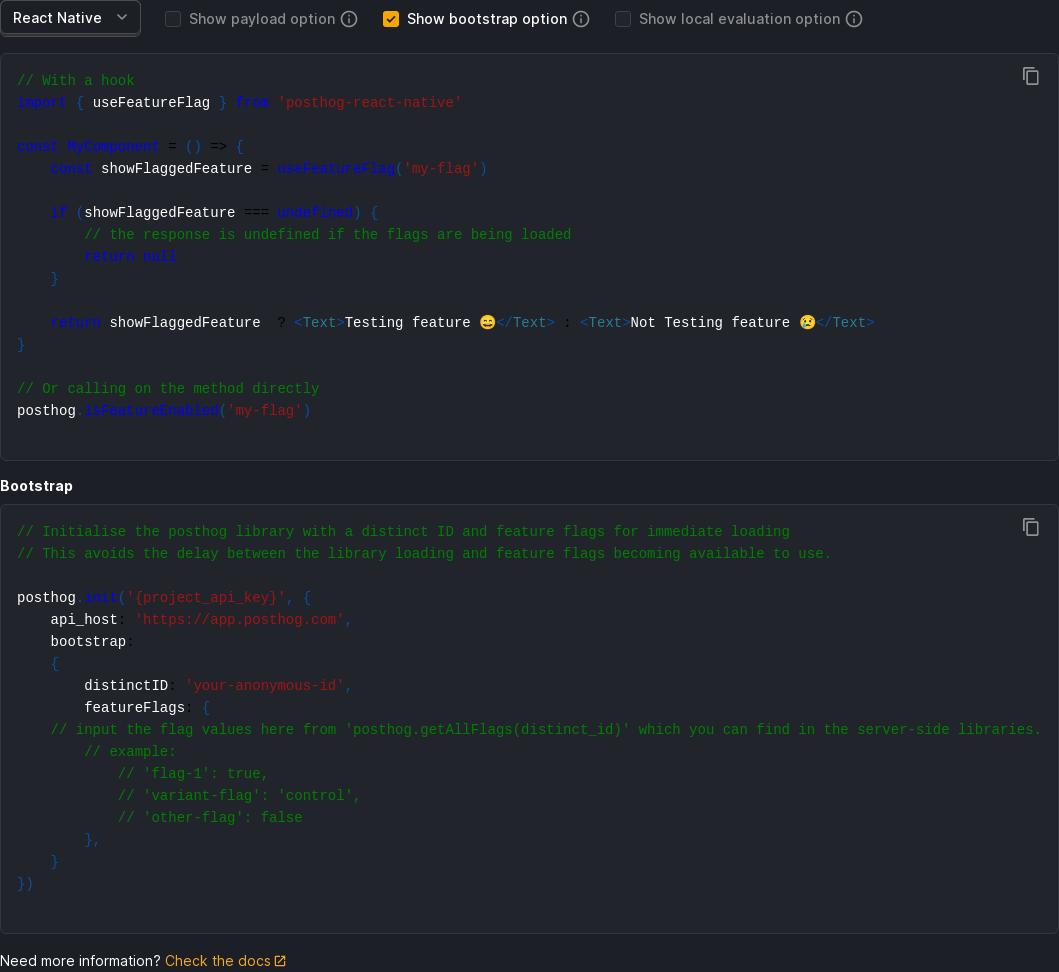 React Native Show payload option Show bootstrap option Show local evaluation option
// With a hook
import { useFeatureFlag } from 'posthog-react-native'
const MyComponent = () => {
    const showFlaggedFeature = useFeatureFlag('my-flag')
    if (showFlaggedFeature === undefined) {
        // the response is undefined if the flags are being loaded
        return null
    }
    return showFlaggedFeature  ? <Text>Testing feature 😄</Text> : <Text>Not Testing feature 😢</Text>
}
// Or calling on the method directly
posthog.isFeatureEnabled('my-flag')
Bootstrap
// Initialise the posthog library with a distinct ID and feature flags for immediate loading
// This avoids the delay between the library loading and feature flags becoming available to use.
posthog.init('{project_api_key}', {
    api_host: 'https://app.posthog.com',
    bootstrap:
    {
        distinctID: 'your-anonymous-id',
        featureFlags: {
    // input the flag values here from 'posthog.getAllFlags(distinct_id)' which you can find in the server-side libraries.
        // example:
            // 'flag-1': true,
            // 'variant-flag': 'control',
            // 'other-flag': false
        },
    }
})
Need more information? Check the docs